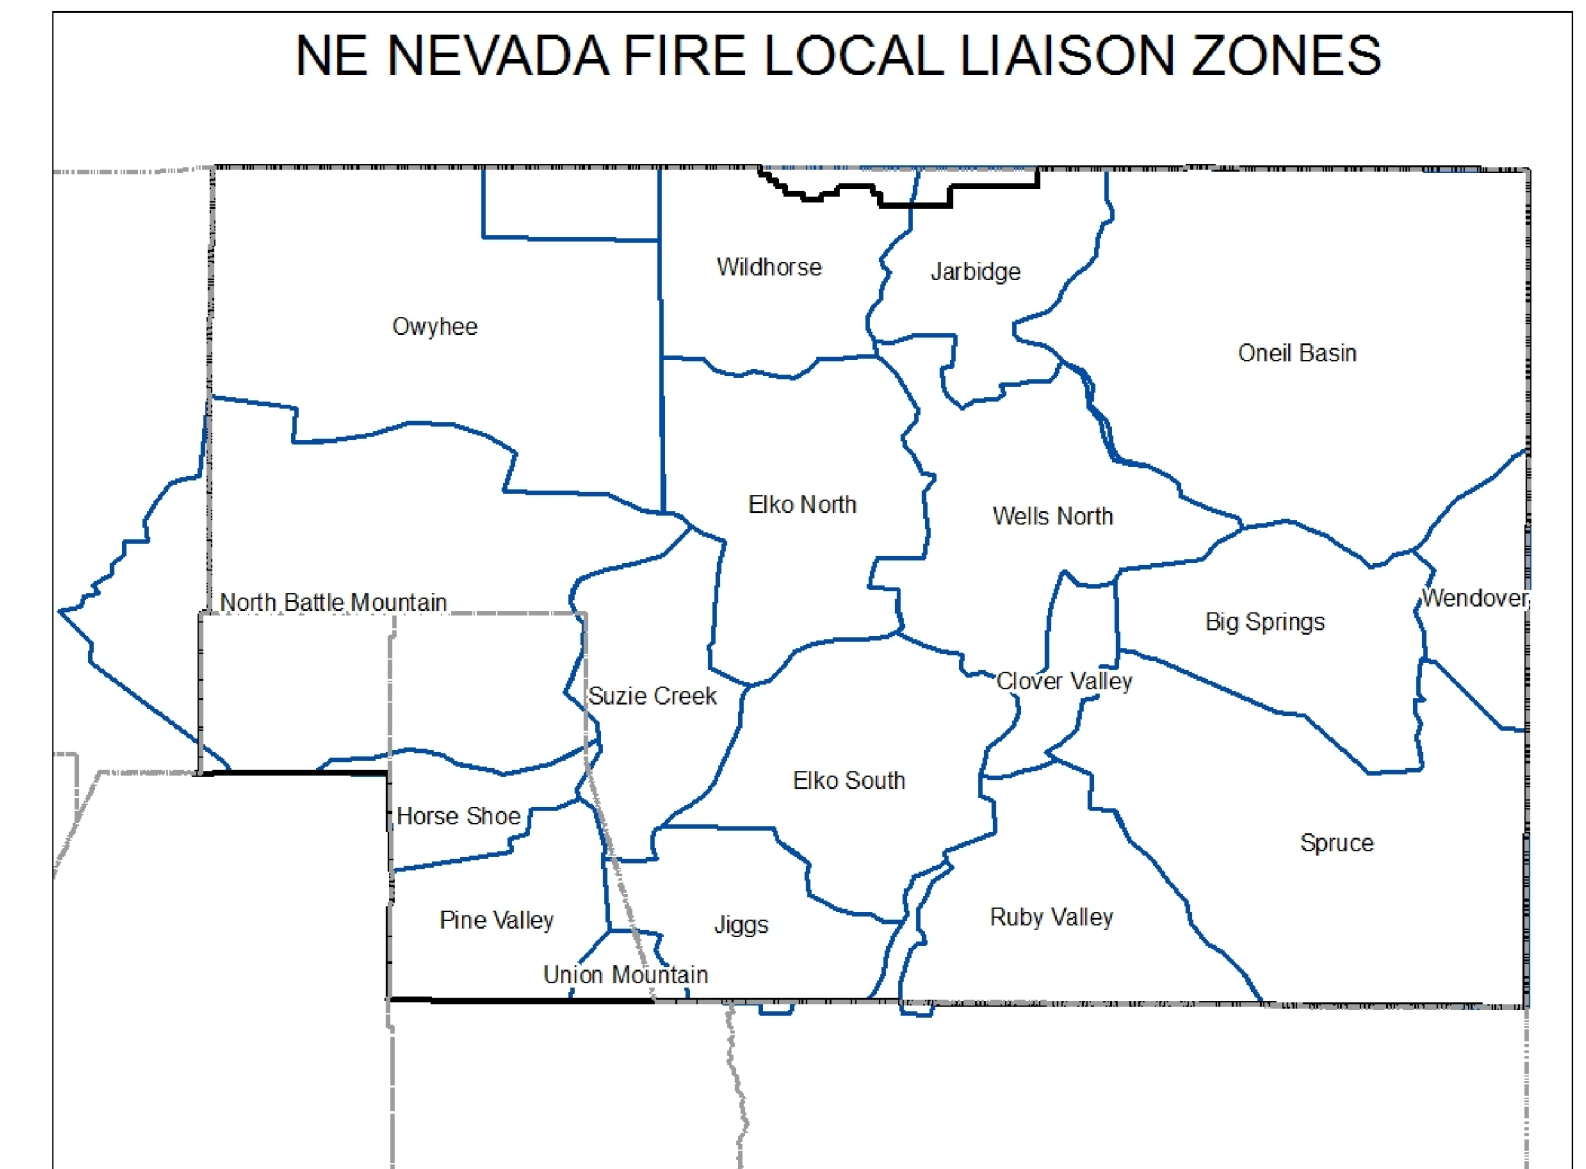 NE NEVADA FIRE LOCAL LIAISON ZONES
Wildhorse
Jarbidge
Owyhee
Oneil Basin
Elko North
Wells North
North Battle Mountain
Wendover
Big Springs
Clover Valley
Suzie Creek
Elko South
Horse Shoe
Spruce
Pine Valley
Jiggs
Ruby Valley
Union Mountain